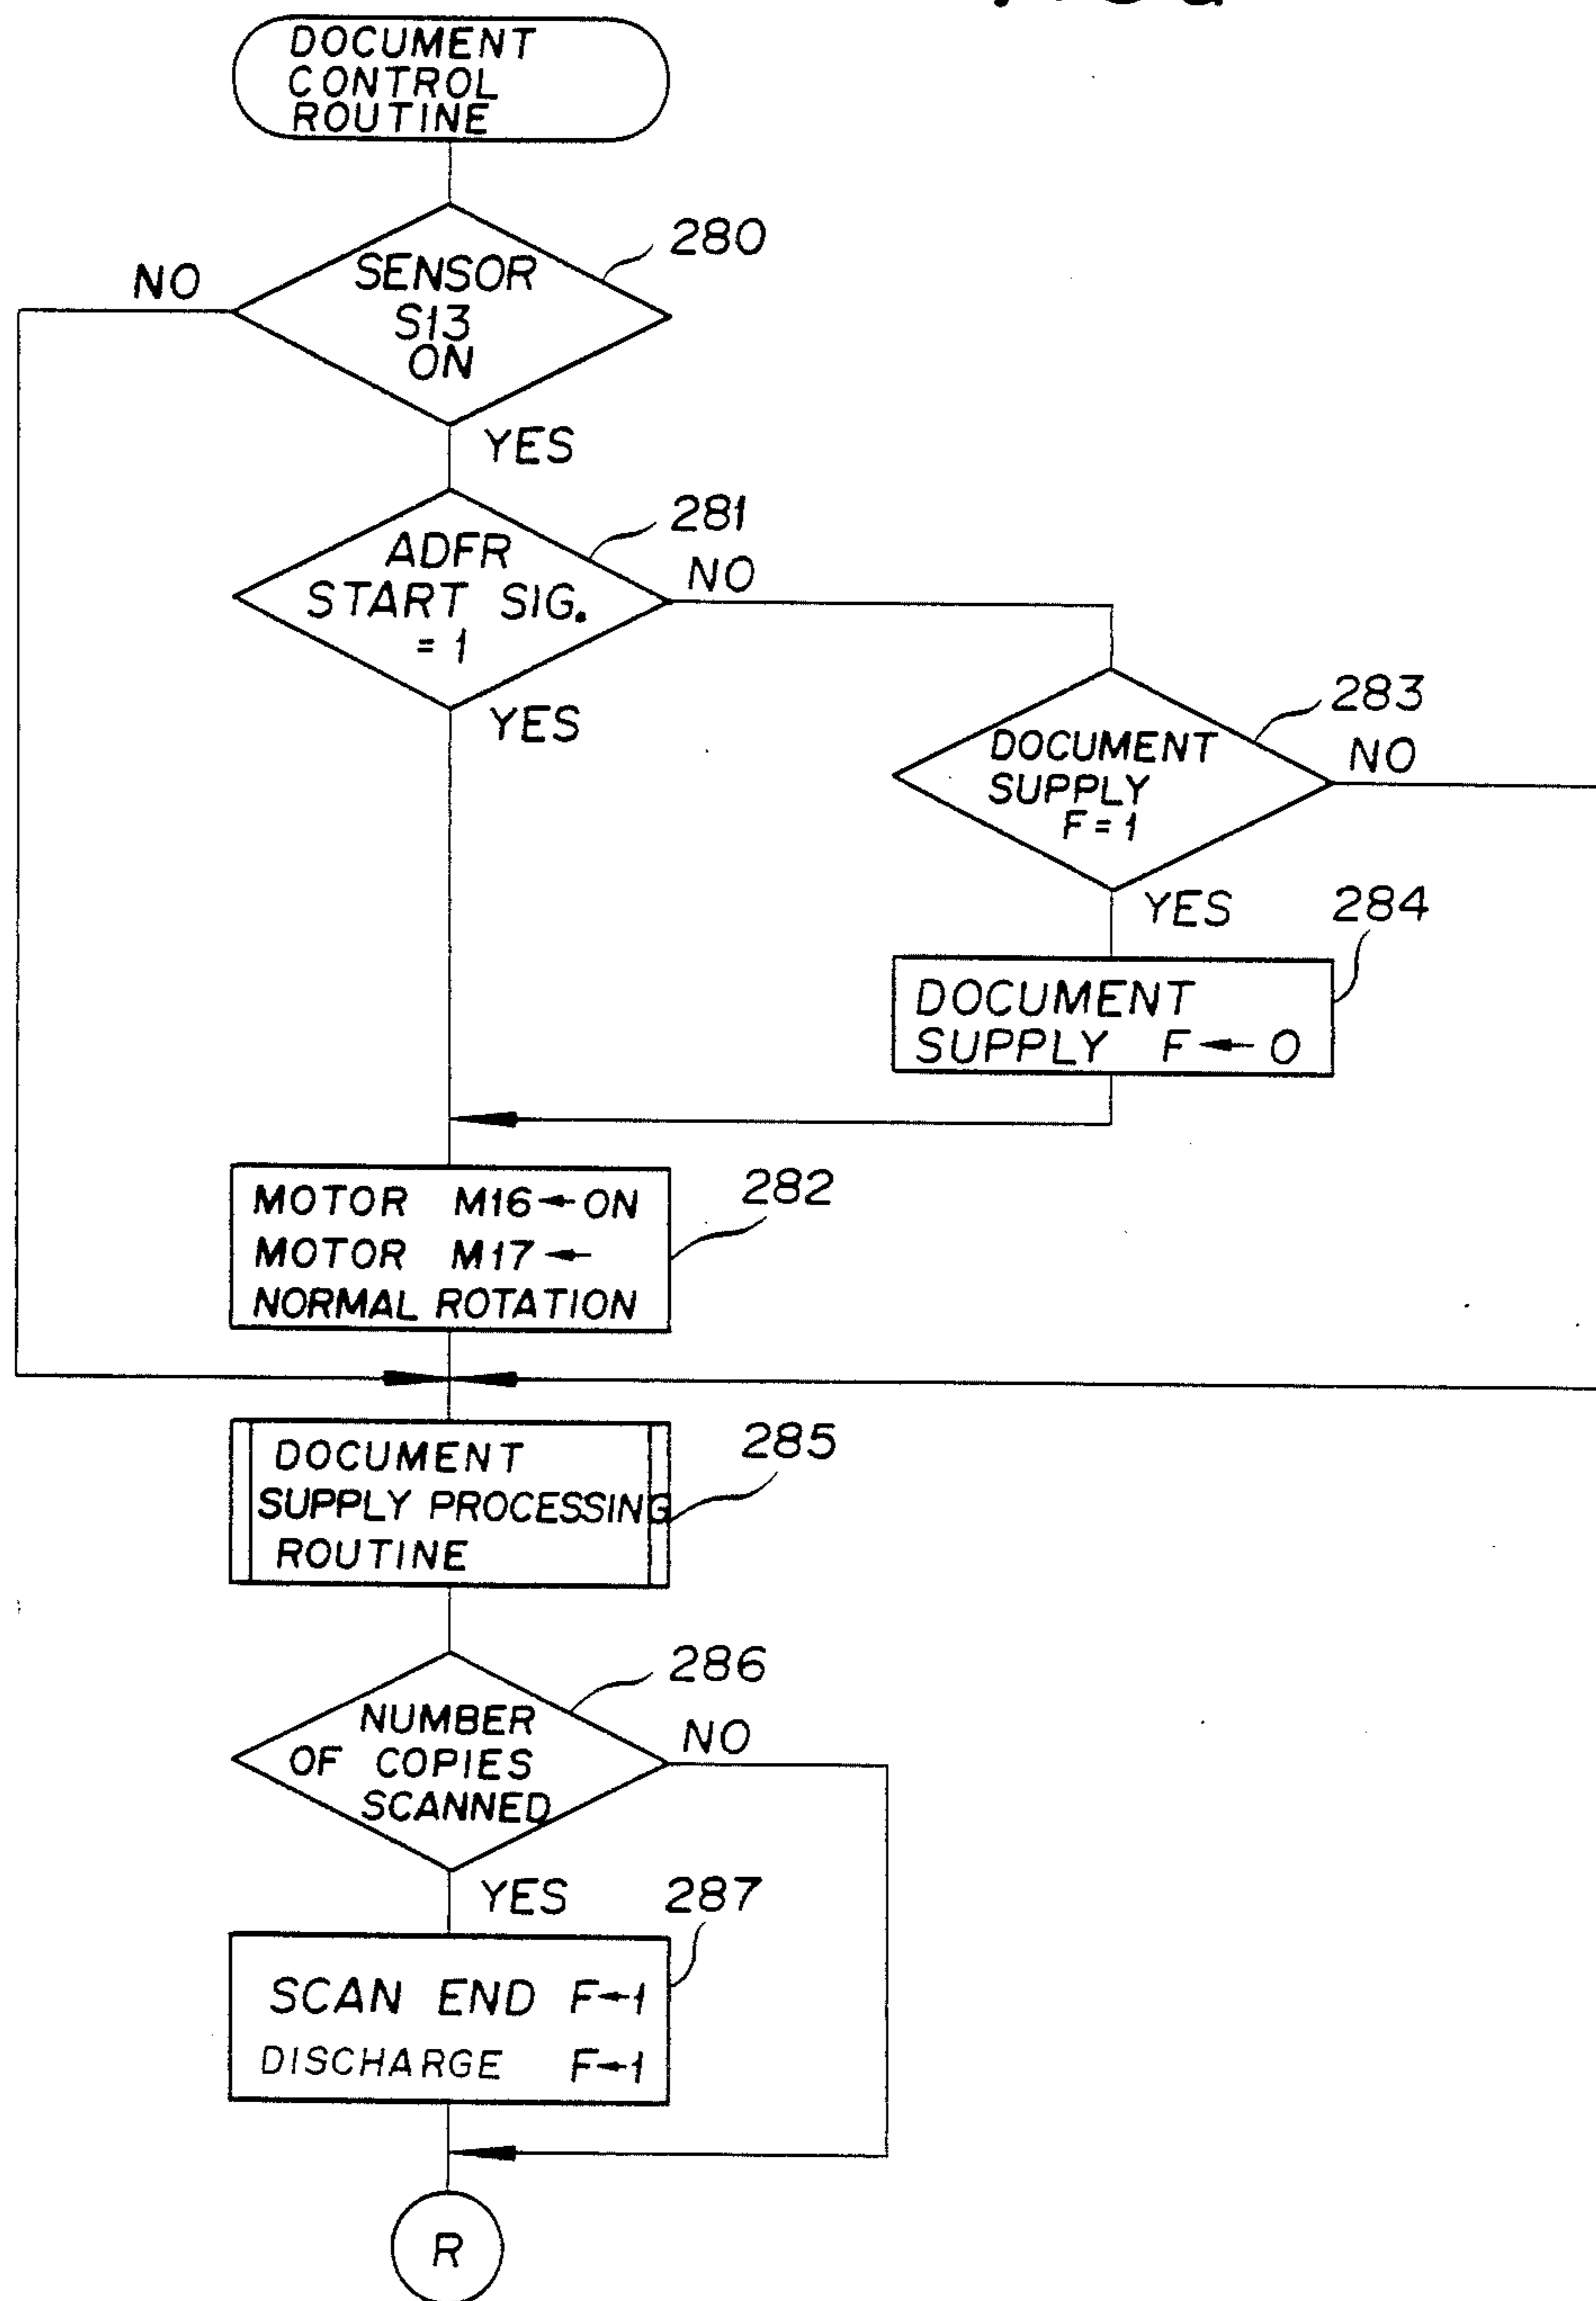 DOCUMENT
CONTROL
ROUTINE
280
NO
SENSOR
S13
ON
YES
281
ADFR
START SIG.
= 1
NO
YES
283
DOCUMENT
SUPPLY
F = 1
NO
YES
284
DOCUMENT
SUPPLY F ← 0
282
MOTOR M16 ← ON
MOTOR M17 ←
NORMAL ROTATION
285
DOCUMENT
SUPPLY PROCESSING
ROUTINE
286
NUMBER
OF COPIES
SCANNED
NO
YES
287
SCAN END F←1
DISCHARGE F←1
R